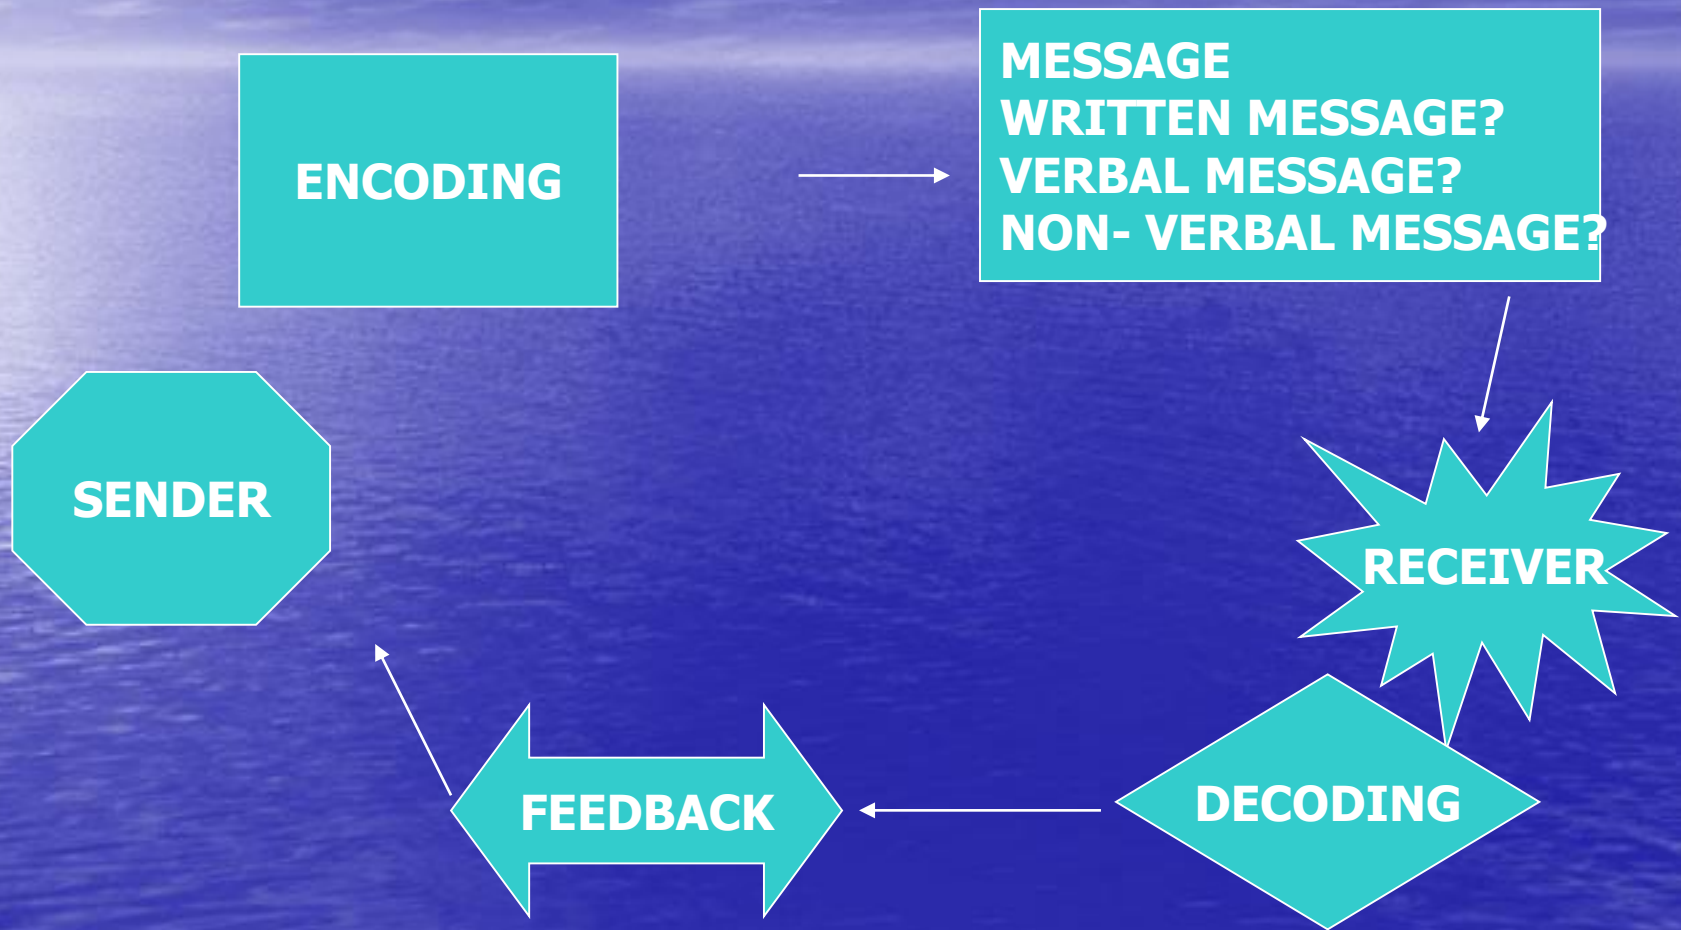 ENCODING
MESSAGE
WRITTEN MESSAGE?
VERBAL MESSAGE?
NON- VERBAL MESSAGE?
SENDER
RECEIVER
DECODING
FEEDBACK